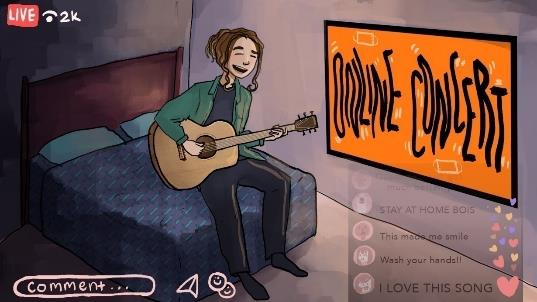 LIVE 2K
ONLINE CONCERT
STAY AT HOME BOIS
This made me smile
Wash your hands!!
I LOVE THIS SONG
comment...